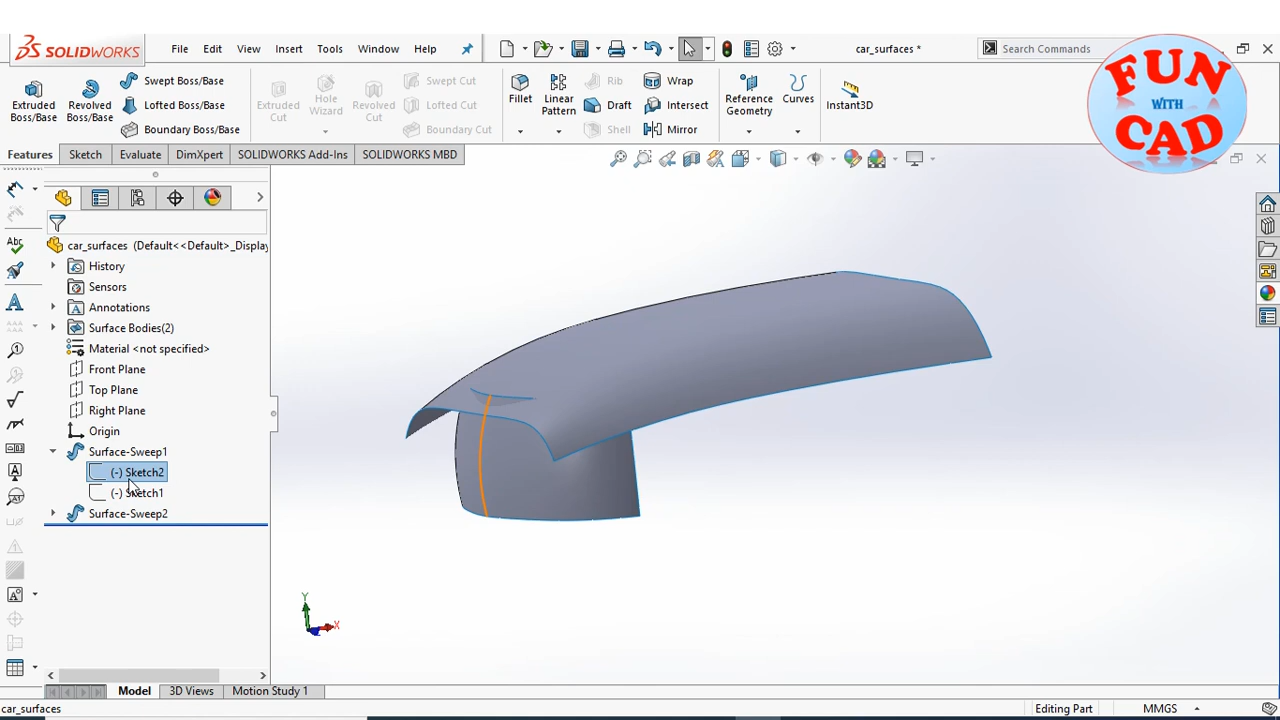 SOLIDWORKS
File Edit Insert Tools Window Help
car_surfaces *
Search Commands
FUN
WITH
CAD
Extruded Boss/Base
Revolved Boss/Base
Swept Boss/Base
Lofted Boss/Base
Boundary Boss/Base
Extruded Cut
Hole Wizard
Revolved Cut
Swept Cut
Lofted Cut
Boundary Cut
Fillet
Linear Pattern
Rib
Draft
Shell
Wrap
Intersect
Mirror
Reference Geometry
Curves
Instant3D
Features Sketch Evaluate DimXpert SOLIDWORKS Add-Ins SOLIDWORKS MBD
car_surfaces (Default<<Default>_Display
History
Sensors
Annotations
Surface Bodies(2)
Material <not specified>
Front Plane
Top Plane
Right Plane
Origin
Surface-Sweep1
(-) Sketch2
(-) Sketch1
Surface-Sweep2
Y
X
Model 3D Views Motion Study 1
car_surfaces
Editing Part
MMGS